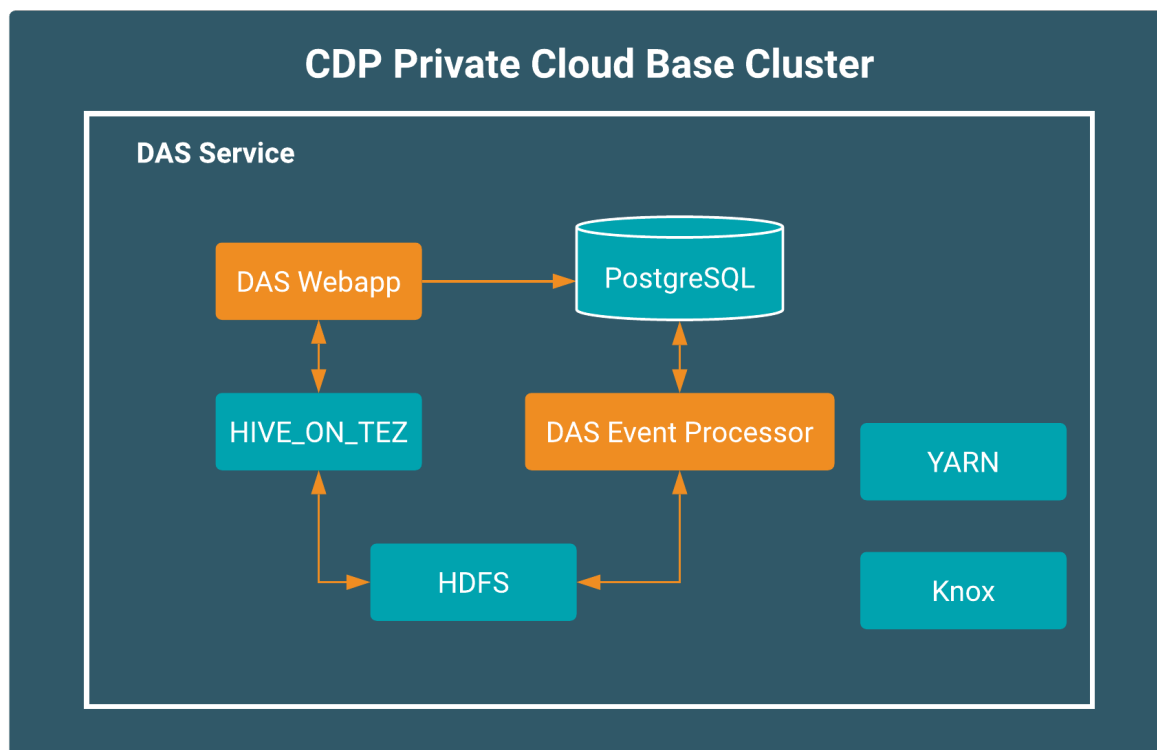 CDP Private Cloud Base Cluster
DAS Service
DAS Webapp
PostgreSQL
HIVE_ON_TEZ
DAS Event Processor
YARN
HDFS
Knox